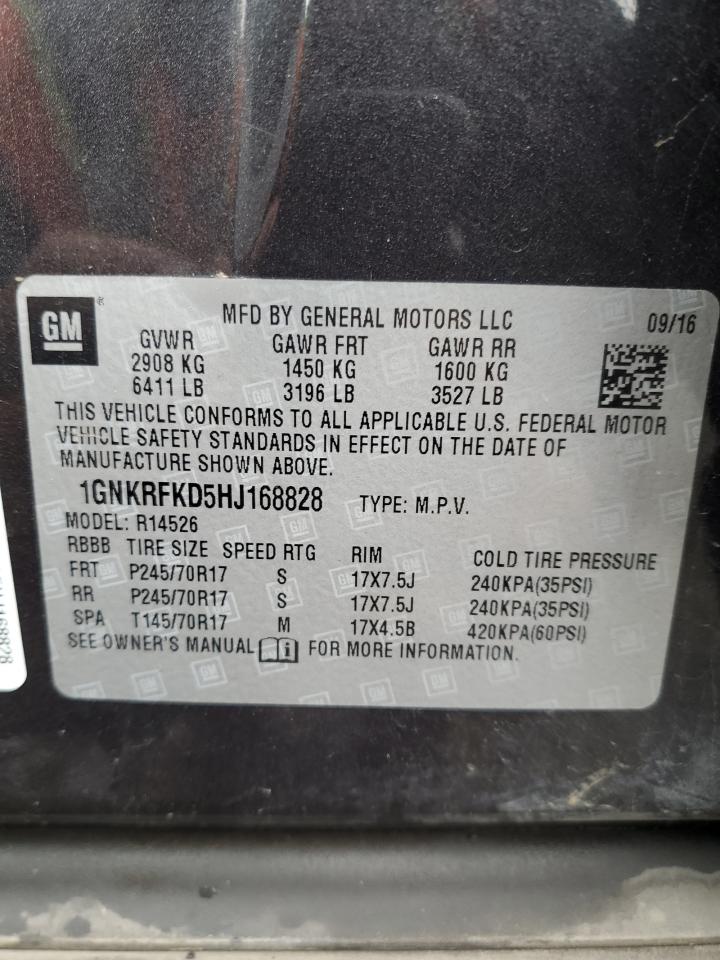 GM
MFD BY GENERAL MOTORS LLC 09/16
GVWR GAWR FRT GAWR RR
2908 KG 1450 KG 1600 KG
6411 LB 3196 LB 3527 LB
THIS VEHICLE CONFORMS TO ALL APPLICABLE U.S. FEDERAL MOTOR
VEHICLE SAFETY STANDARDS IN EFFECT ON THE DATE OF
MANUFACTURE SHOWN ABOVE.
1GNKRFKD5HJ168828 TYPE: M.P.V.
MODEL: R14526
RBBB TIRE SIZE SPEED RTG RIM COLD TIRE PRESSURE
FRT P245/70R17 S 17X7.5J 240KPA(35PSI)
RR P245/70R17 S 17X7.5J 240KPA(35PSI)
SPA T145/70R17 M 17X4.5B 420KPA(60PSI)
SEE OWNER'S MANUAL i FOR MORE INFORMATION.